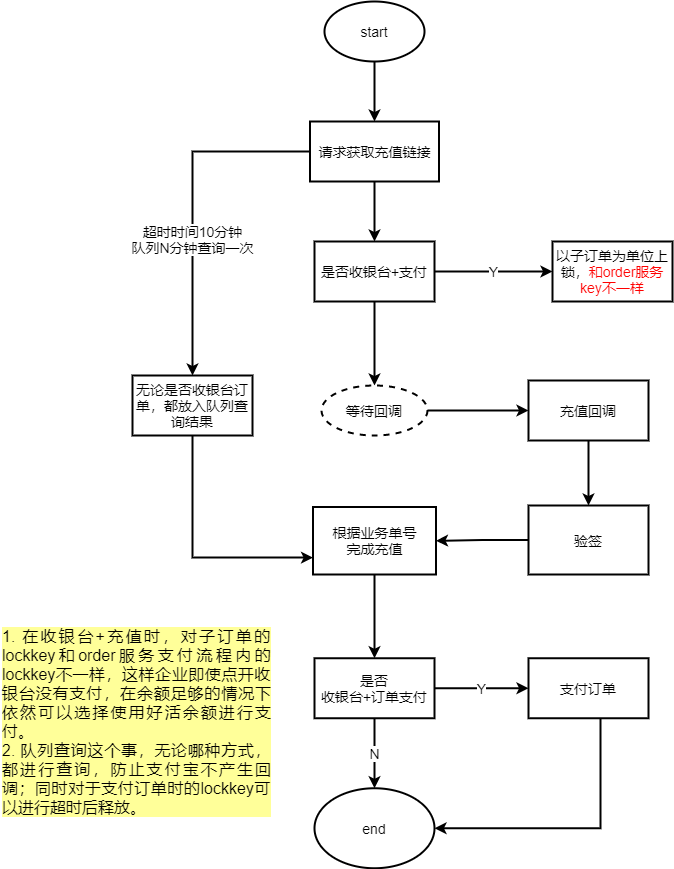 start
请求获取充值链接
超时时间10分钟
队列N分钟查询一次
是否收银台+支付
Y
以子订单为单位上
锁，和order服务
key不一样
无论是否收银台订
单，都放入队列查
询结果
等待回调
充值回调
根据业务单号
完成充值
验签
1. 在收银台+充值时，对子订单的
lockkey和order服务支付流程内的
lockkey不一样，这样企业即使点开收
银台没有支付，在余额足够的情况下
依然可以选择使用好活余额进行支
付。
2. 队列查询这个事，无论哪种方式，
都进行查询，防止支付宝不产生回
调；同时对于支付订单时的lockkey可
以进行超时后释放。
是否
收银台+订单支付
Y
支付订单
N
end